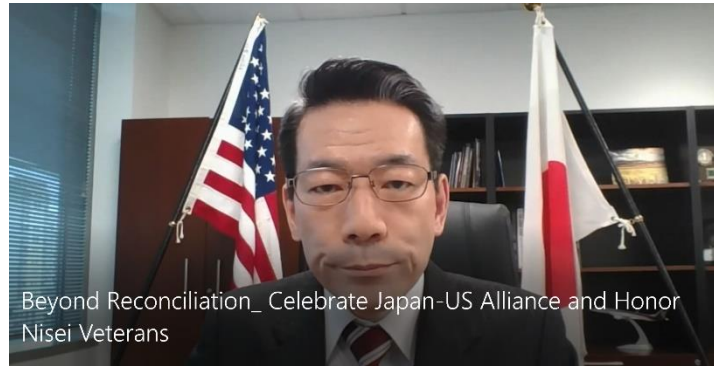 Beyond Reconciliation_ Celebrate Japan-US Alliance and Honor
Nisei Veterans